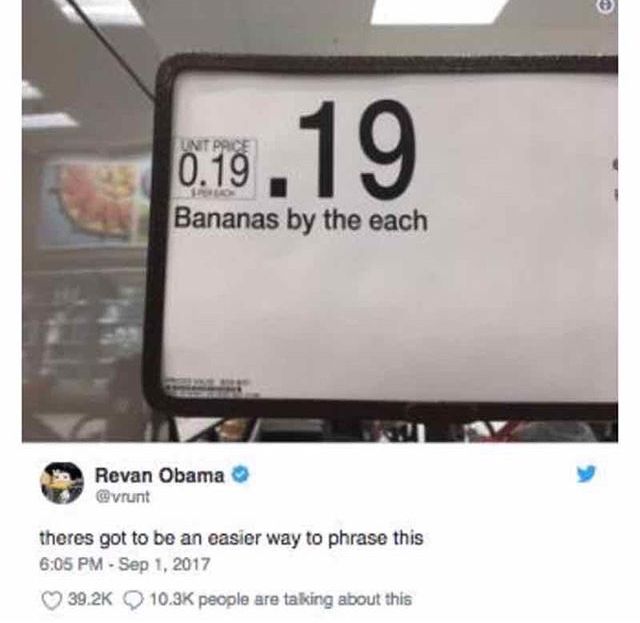 UNIT PRICE
0.19 .19
Bananas by the each
Revan Obama
@vrunt
theres got to be an easier way to phrase this
6:05 PM - Sep 1, 2017
39.2K 10.3K people are talking about this